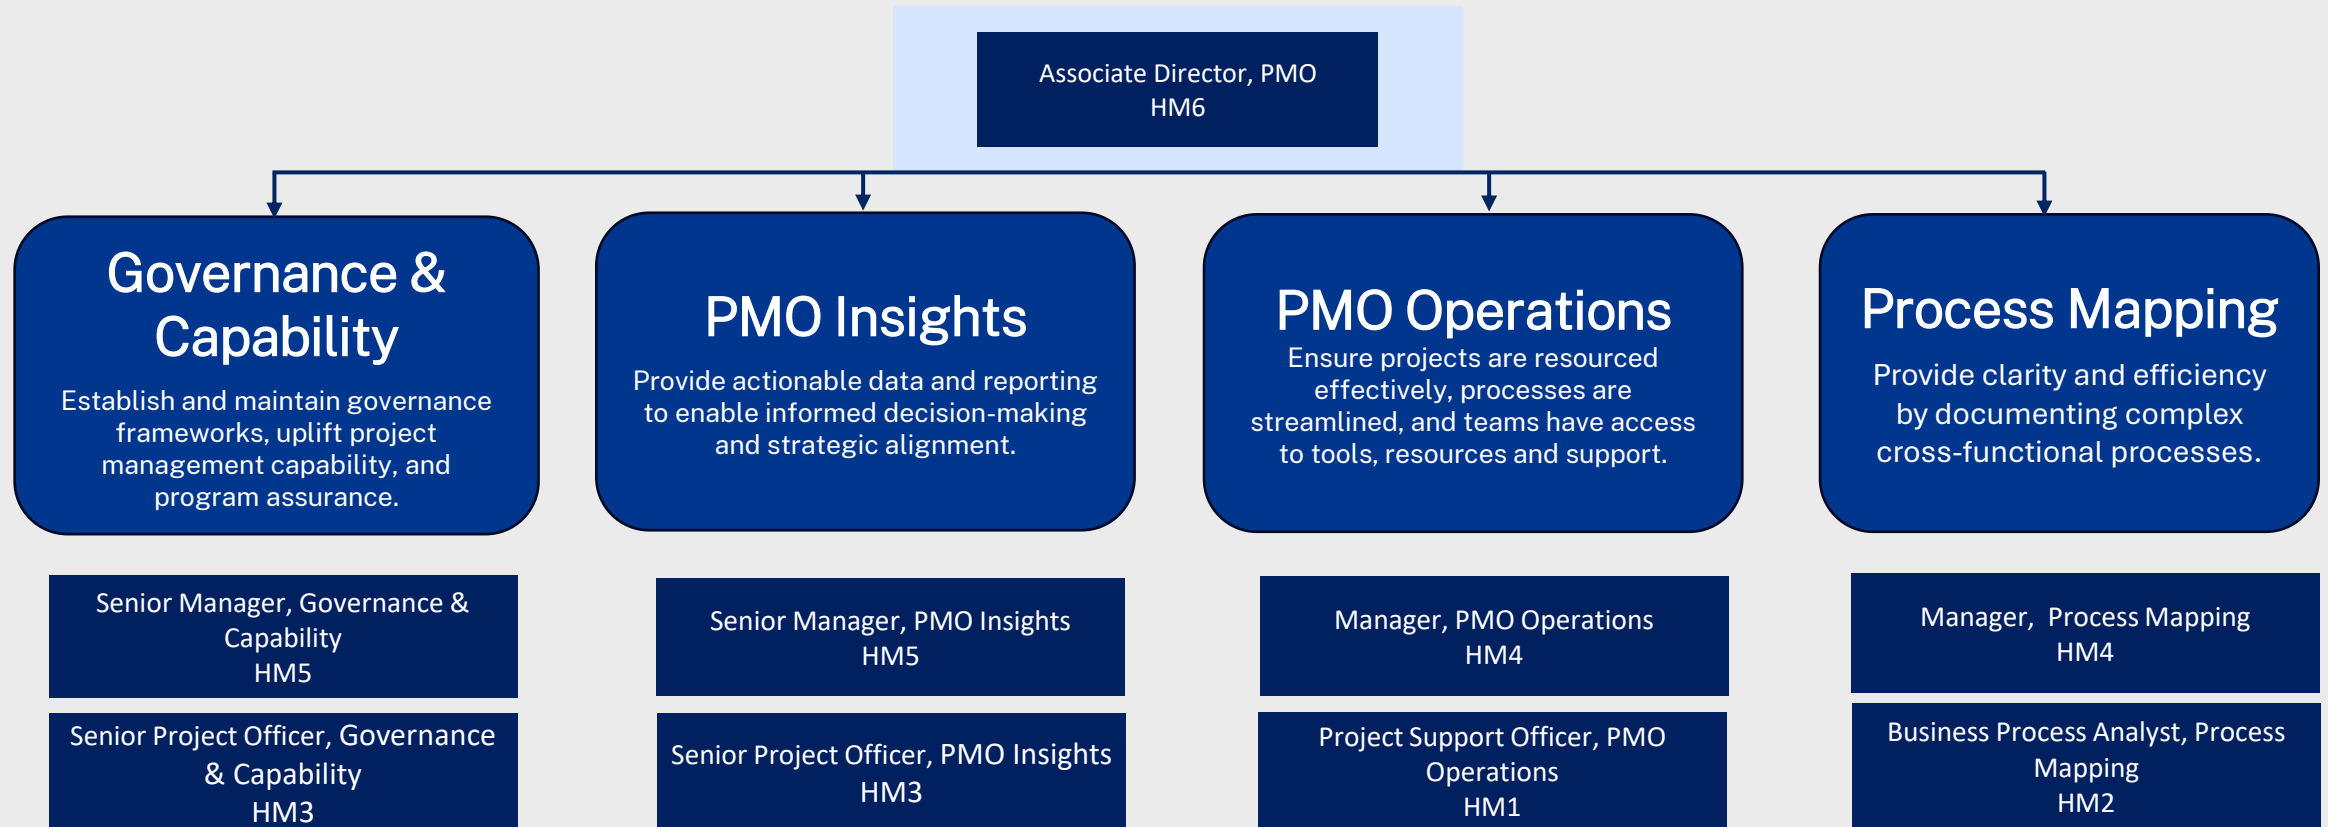 Associate Director, PMO
HM6
Governance &
Capability
Establish and maintain governance
frameworks, uplift project
management capability, and
program assurance.
PMO Insights
Provide actionable data and reporting
to enable informed decision-making
and strategic alignment.
PMO Operations
Ensure projects are resourced
effectively, processes are
streamlined, and teams have access
to tools, resources and support.
Process Mapping
Provide clarity and efficiency
by documenting complex
cross-functional processes.
Senior Manager, Governance &
Capability
HM5
Senior Manager, PMO Insights
HM5
Manager, PMO Operations
HM4
Manager,  Process Mapping
HM4
Senior Project Officer, Governance
& Capability
HM3
Senior Project Officer, PMO Insights
HM3
Project Support Officer, PMO
Operations
HM1
Business Process Analyst, Process
Mapping
HM2